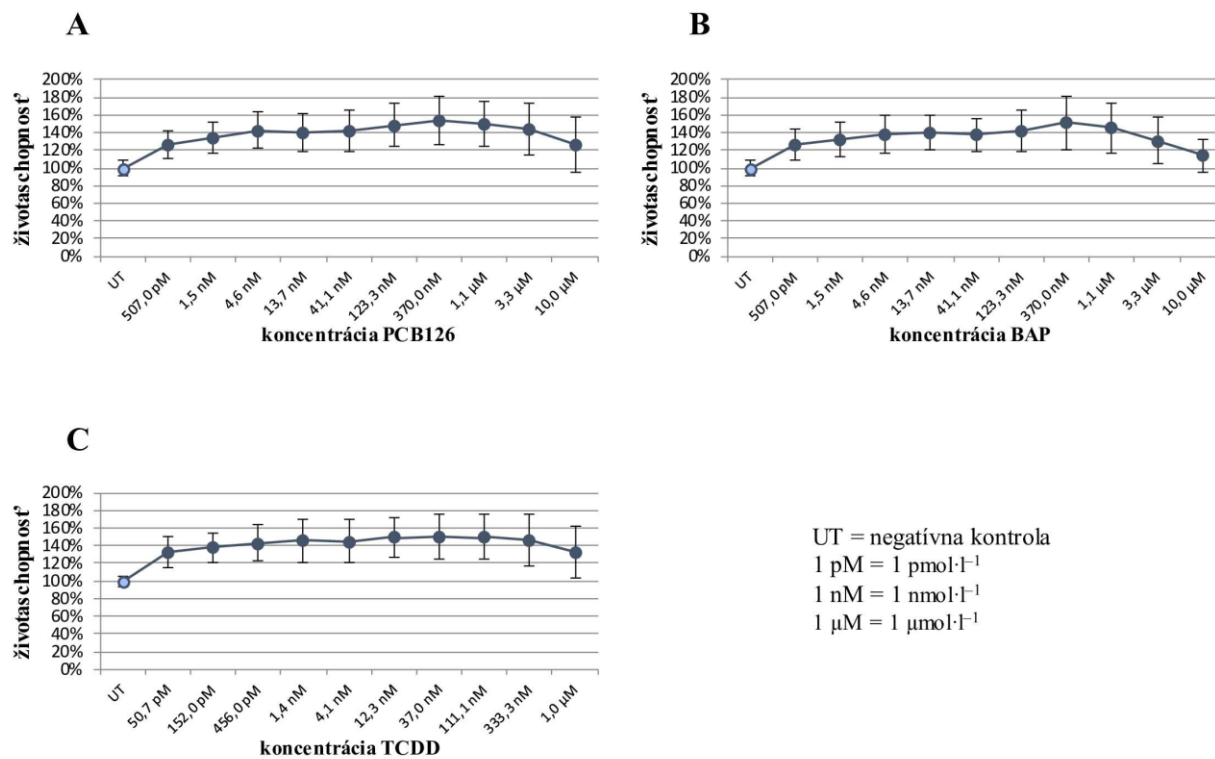 A
životaschopnosť
200%
180%
160%
140%
120%
100%
80%
60%
40%
20%
0%
UT
507,0 pM
1,5 nM
4,6 nM
13,7 nM
41,1 nM
123,3 nM
370,0 nM
1,1 µM
3,3 µM
10,0 µM
koncentrácia PCB126
B
životaschopnosť
200%
180%
160%
140%
120%
100%
80%
60%
40%
20%
0%
UT
507,0 pM
1,5 nM
4,6 nM
13,7 nM
41,1 nM
123,3 nM
370,0 nM
1,1 µM
3,3 µM
10,0 µM
koncentrácia BAP
C
životaschopnosť
200%
180%
160%
140%
120%
100%
80%
60%
40%
20%
0%
UT
50,7 pM
152,0 pM
456,0 pM
1,4 nM
4,1 nM
12,3 nM
37,0 nM
111,1 nM
333,3 nM
1,0 µM
koncentrácia TCDD
UT = negatívna kontrola
1 pM = 1 pmol·l⁻¹
1 nM = 1 nmol·l⁻¹
1 µM = 1 µmol·l⁻¹